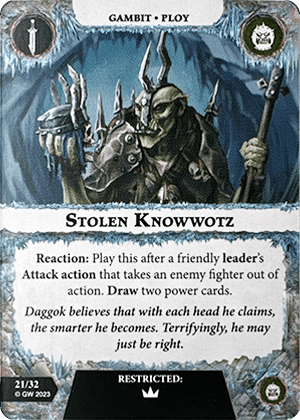 GAMBIT • PLOY
STOLEN KNOWWOTZ
Reaction: Play this after a friendly leader's
Attack action that takes an enemy fighter out of
action. Draw two power cards.
Daggok believes that with each head he claims,
the smarter he becomes. Terrifyingly, he may
just be right.
21/32
© GW 2023
RESTRICTED: